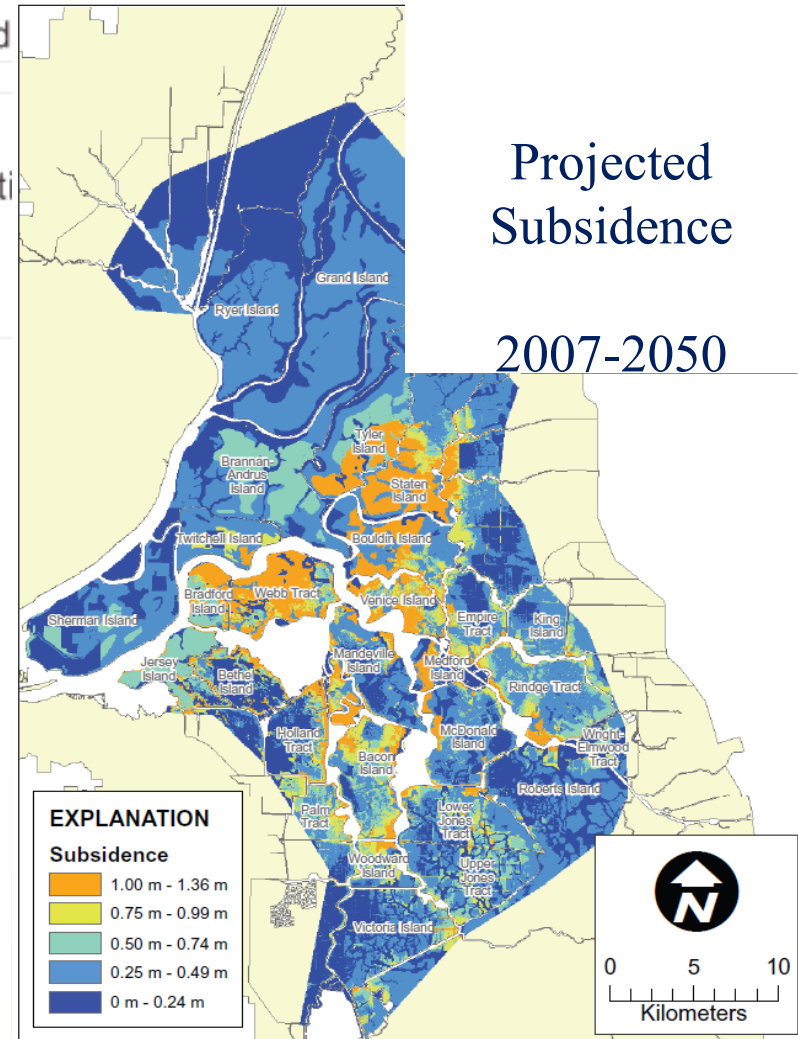 d
ti
Projected
Subsidence
2007-2050
Grand Island
Ryer Island
Tyler
Island
Brannan-
Andrus
Island
Staten
Island
Twitchell Island
Bouldin Island
Bradford
Island
Webb Tract
Venice Island
Sherman Island
Empire
Tract
King
Island
Jersey
Island
Bethel
Island
Mandeville
Island
Medford
Island
Rindge Tract
Holland
Tract
McDonald
Island
Wright-
Elmwood
Tract
Bacon
Island
Roberts Island
Palm
Tract
Lower
Jones
Tract
Woodward
Island
Upper
Jones
Tract
Victoria Island
EXPLANATION
Subsidence
1.00 m - 1.36 m
0.75 m - 0.99 m
0.50 m - 0.74 m
0.25 m - 0.49 m
0 m - 0.24 m
N
0 5 10
Kilometers